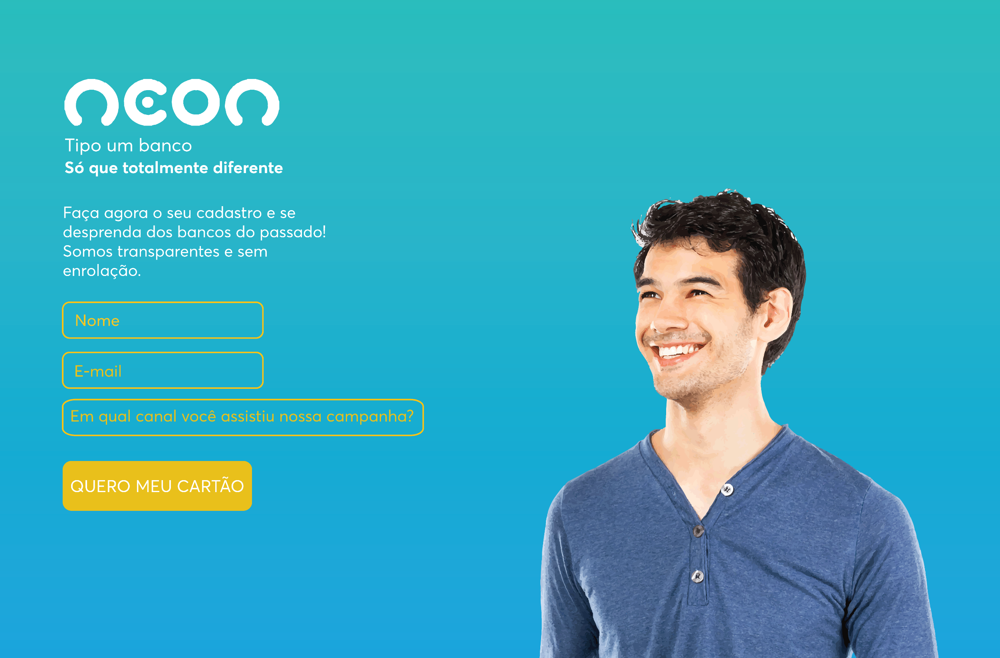 neon
Tipo um banco
Só que totalmente diferente
Faça agora o seu cadastro e se
desprenda dos bancos do passado!
Somos transparentes e sem
enrolação.
Nome
E-mail
Em qual canal você assistiu nossa campanha?
QUERO MEU CARTÃO